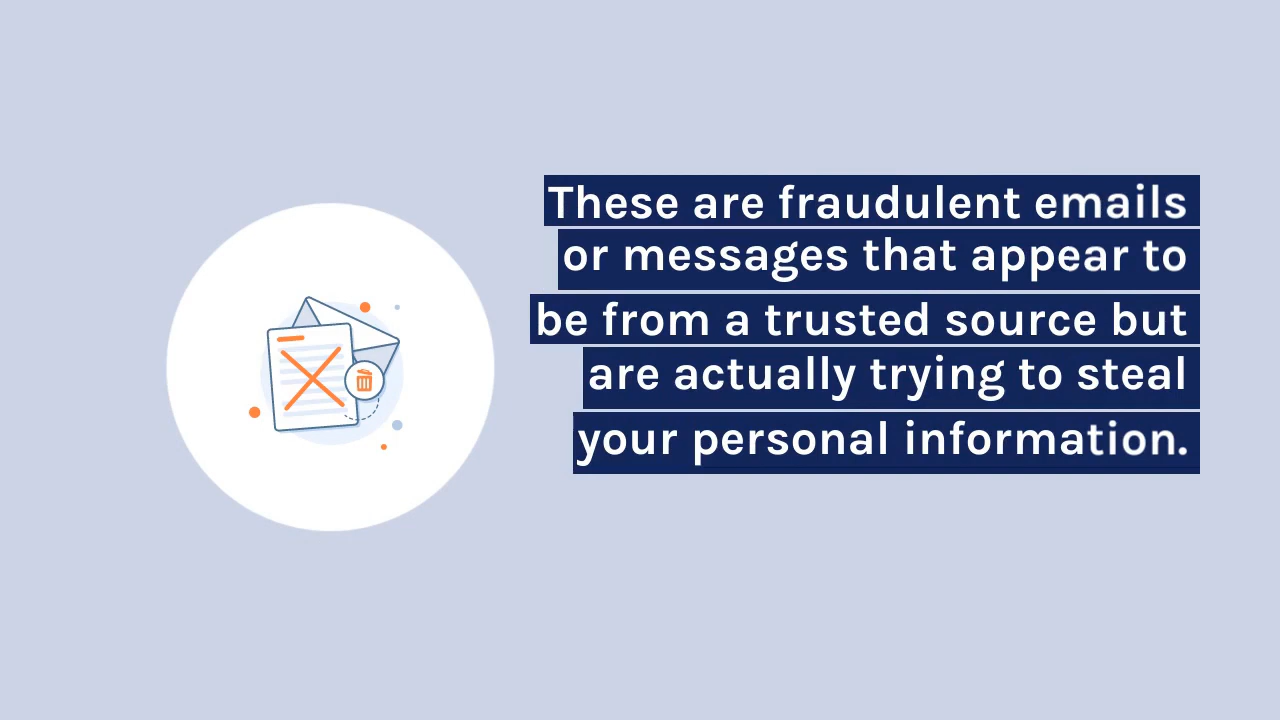 These are fraudulent emails
or messages that appear to
be from a trusted source but
are actually trying to steal
your personal information.